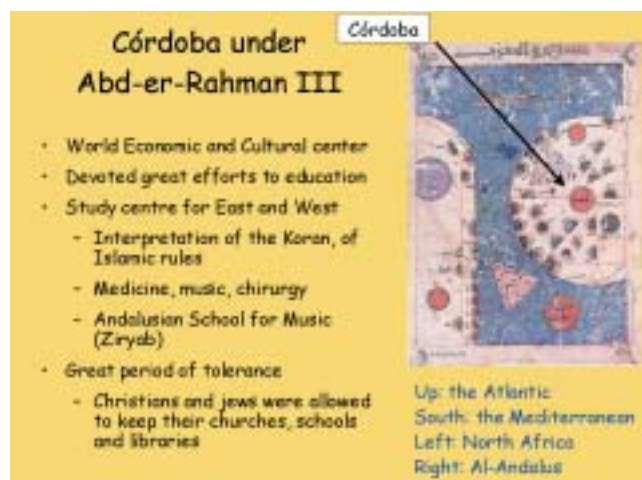 Córdoba under
Abd-er-Rahman III
Córdoba
• World Economic and Cultural center
• Devoted great efforts to education
• Study centre for East and West
- Interpretation of the Koran, of
Islamic rules
- Medicine, music, chirurgy
- Andalusian School for Music
(Ziryab)
• Great period of tolerance
- Christians and jews were allowed
to keep their churches, schools
and libraries
Up: the Atlantic
South: the Mediterranean
Left: North Africa
Right: Al-Andalus